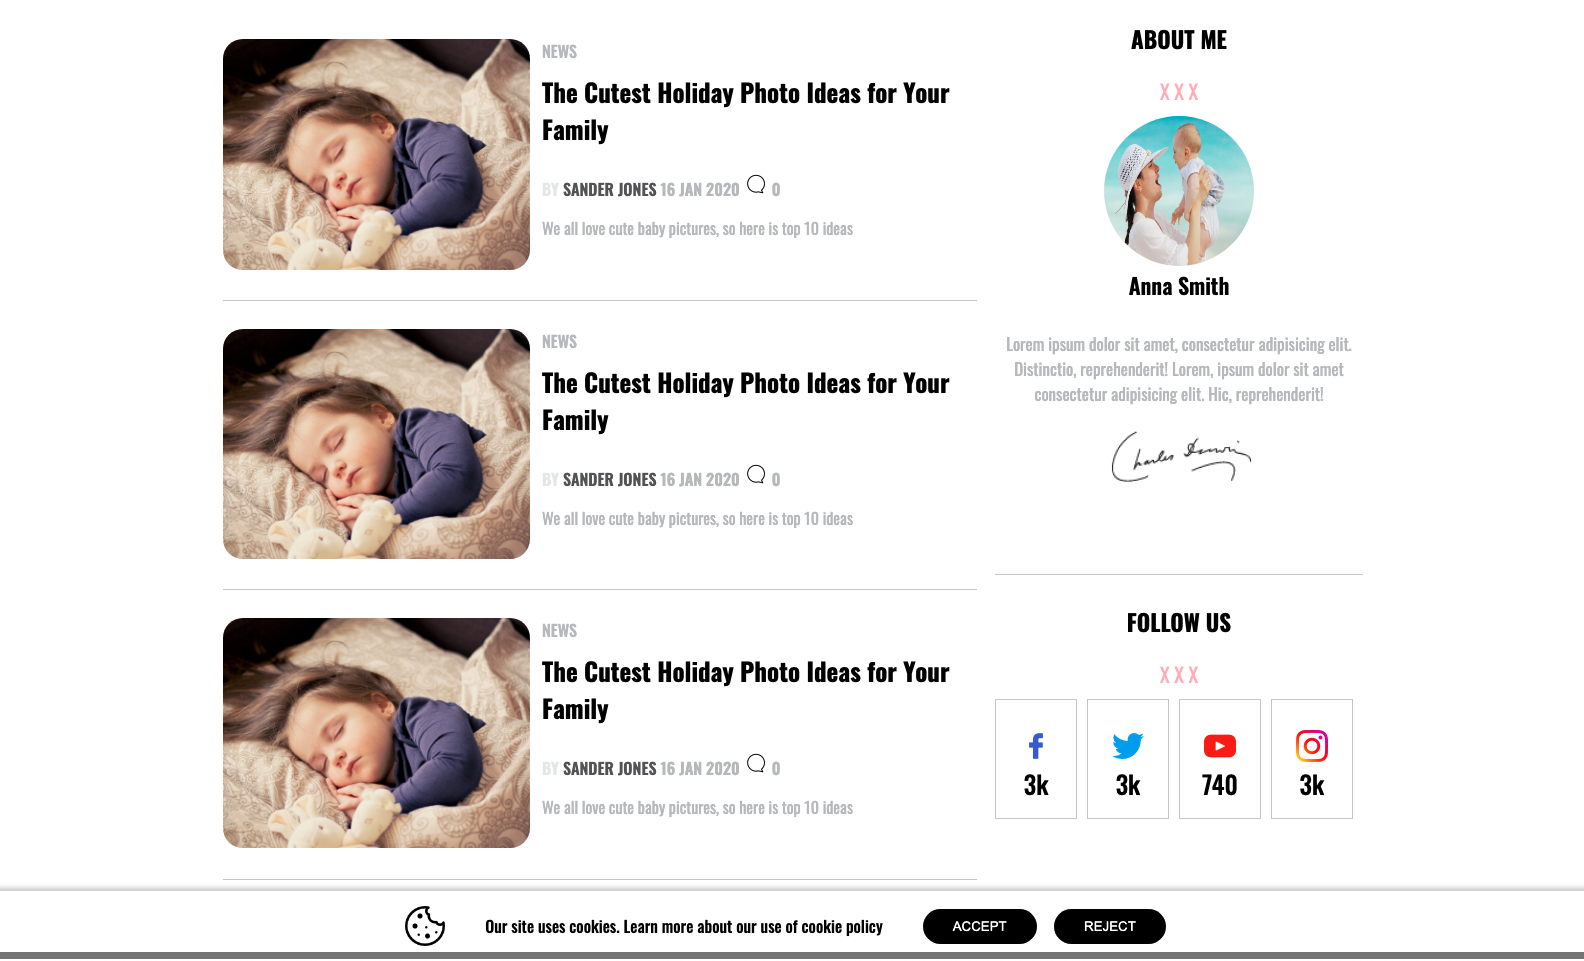 NEWS
The Cutest Holiday Photo Ideas for Your
Family
BY SANDER JONES 16 JAN 2020 0
We all love cute baby pictures, so here is top 10 ideas
NEWS
The Cutest Holiday Photo Ideas for Your
Family
BY SANDER JONES 16 JAN 2020 0
We all love cute baby pictures, so here is top 10 ideas
NEWS
The Cutest Holiday Photo Ideas for Your
Family
BY SANDER JONES 16 JAN 2020 0
We all love cute baby pictures, so here is top 10 ideas
ABOUT ME
X X X
Anna Smith
Lorem ipsum dolor sit amet, consectetur adipisicing elit.
Distinctio, reprehenderit! Lorem, ipsum dolor sit amet
consectetur adipisicing elit. Hic, reprehenderit!
Charles Darwin
FOLLOW US
X X X
3k
3k
740
3k
Our site uses cookies. Learn more about our use of cookie policy
ACCEPT
REJECT